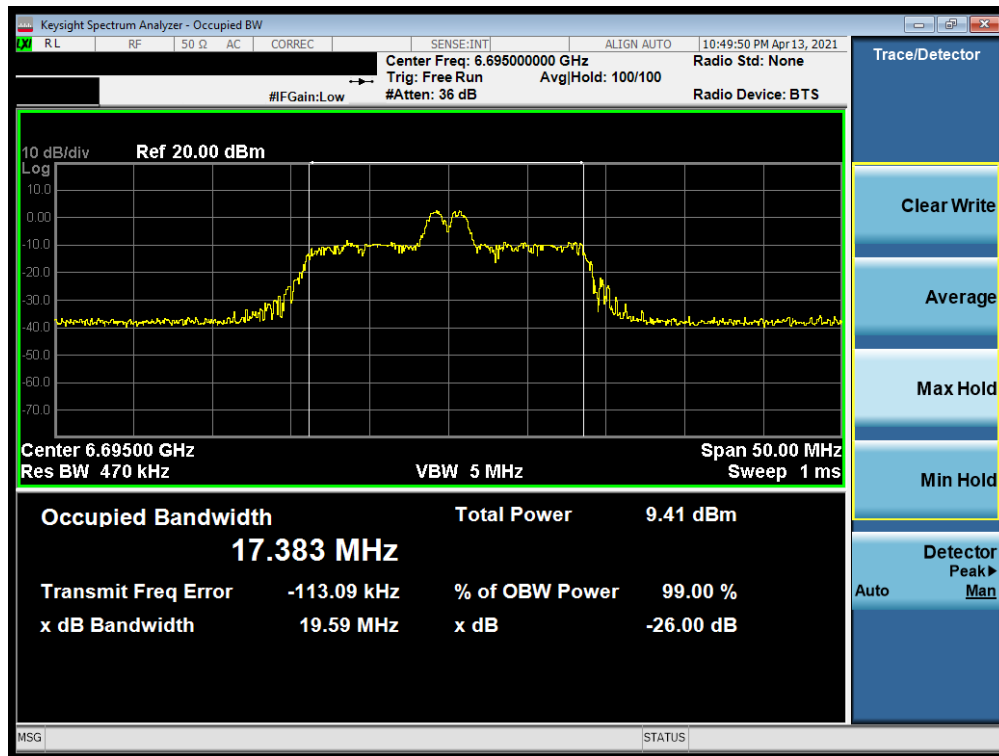 Keysight Spectrum Analyzer - Occupied BW
LXI RL RF 50 Ω AC CORREC SENSE:INT ALIGN AUTO 10:49:50 PM Apr 13, 2021
Center Freq: 6.695000000 GHz Radio Std: None
Trig: Free Run Avg|Hold: 100/100
#IFGain:Low #Atten: 36 dB Radio Device: BTS
Trace/Detector
10 dB/div Ref 20.00 dBm
Log
10.0
0.00
-10.0
-20.0
-30.0
-40.0
-50.0
-60.0
-70.0
Center 6.69500 GHz Span 50.00 MHz
Res BW 470 kHz VBW 5 MHz Sweep 1 ms
Occupied Bandwidth Total Power 9.41 dBm
17.383 MHz
Transmit Freq Error -113.09 kHz % of OBW Power 99.00 %
x dB Bandwidth 19.59 MHz x dB -26.00 dB
Clear Write
Average
Max Hold
Min Hold
Detector
Peak▶
Auto Man
MSG STATUS